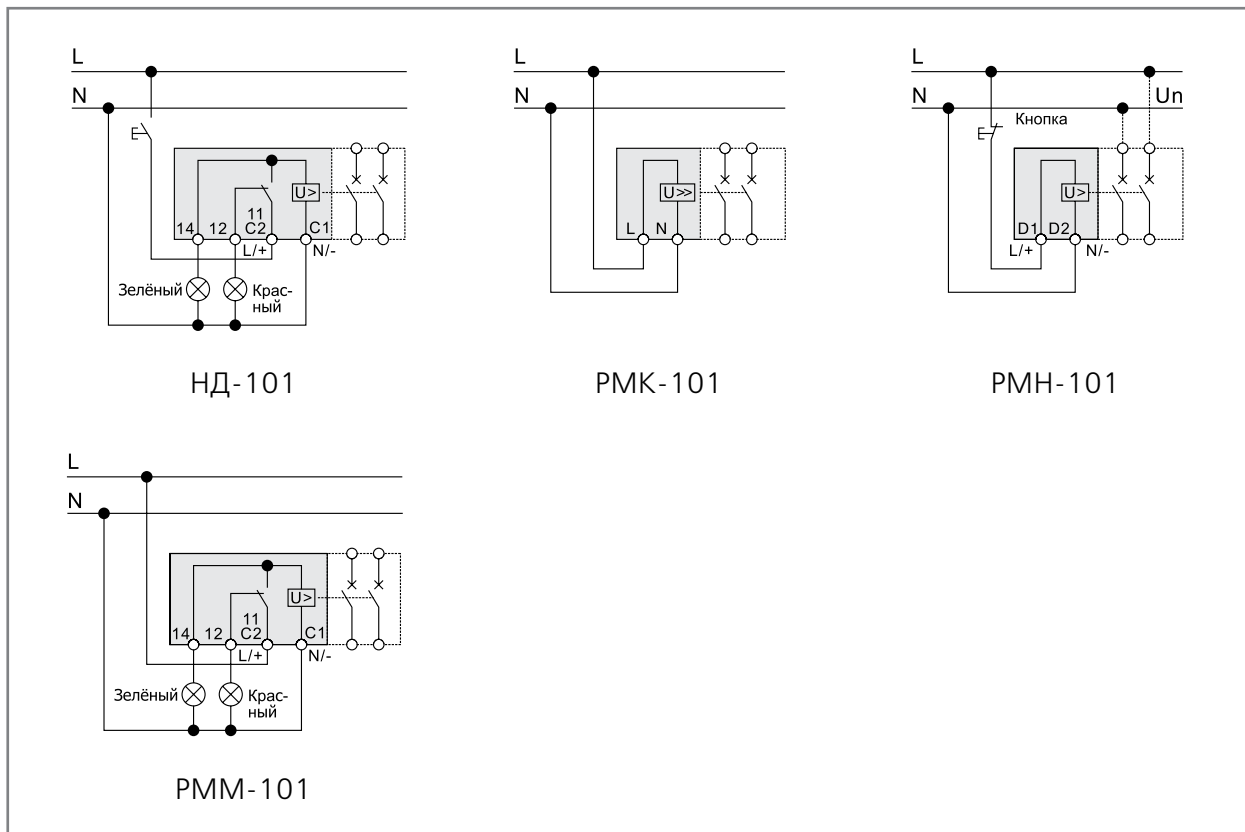 L
N
U>
11
14 12 C2 C1
L/+ N/-
Зелёный
Крас-
ный
НД-101
L
N
U>>
L N
РМК-101
L
N
Un
Кнопка
U>
D1 D2
L/+ N/-
РМН-101
L
N
U>
11
14 12 C2 C1
L/+ N/-
Зелёный
Крас-
ный
РММ-101